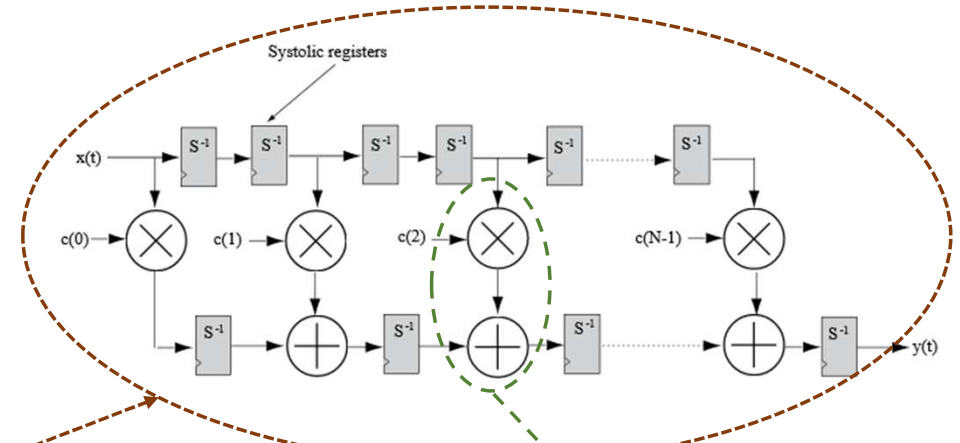 Systolic registers
x(t) S⁻¹ S⁻¹ S⁻¹ S⁻¹ S⁻¹ S⁻¹
c(0) c(1) c(2) c(N-1)
S⁻¹ S⁻¹ S⁻¹ S⁻¹ y(t)